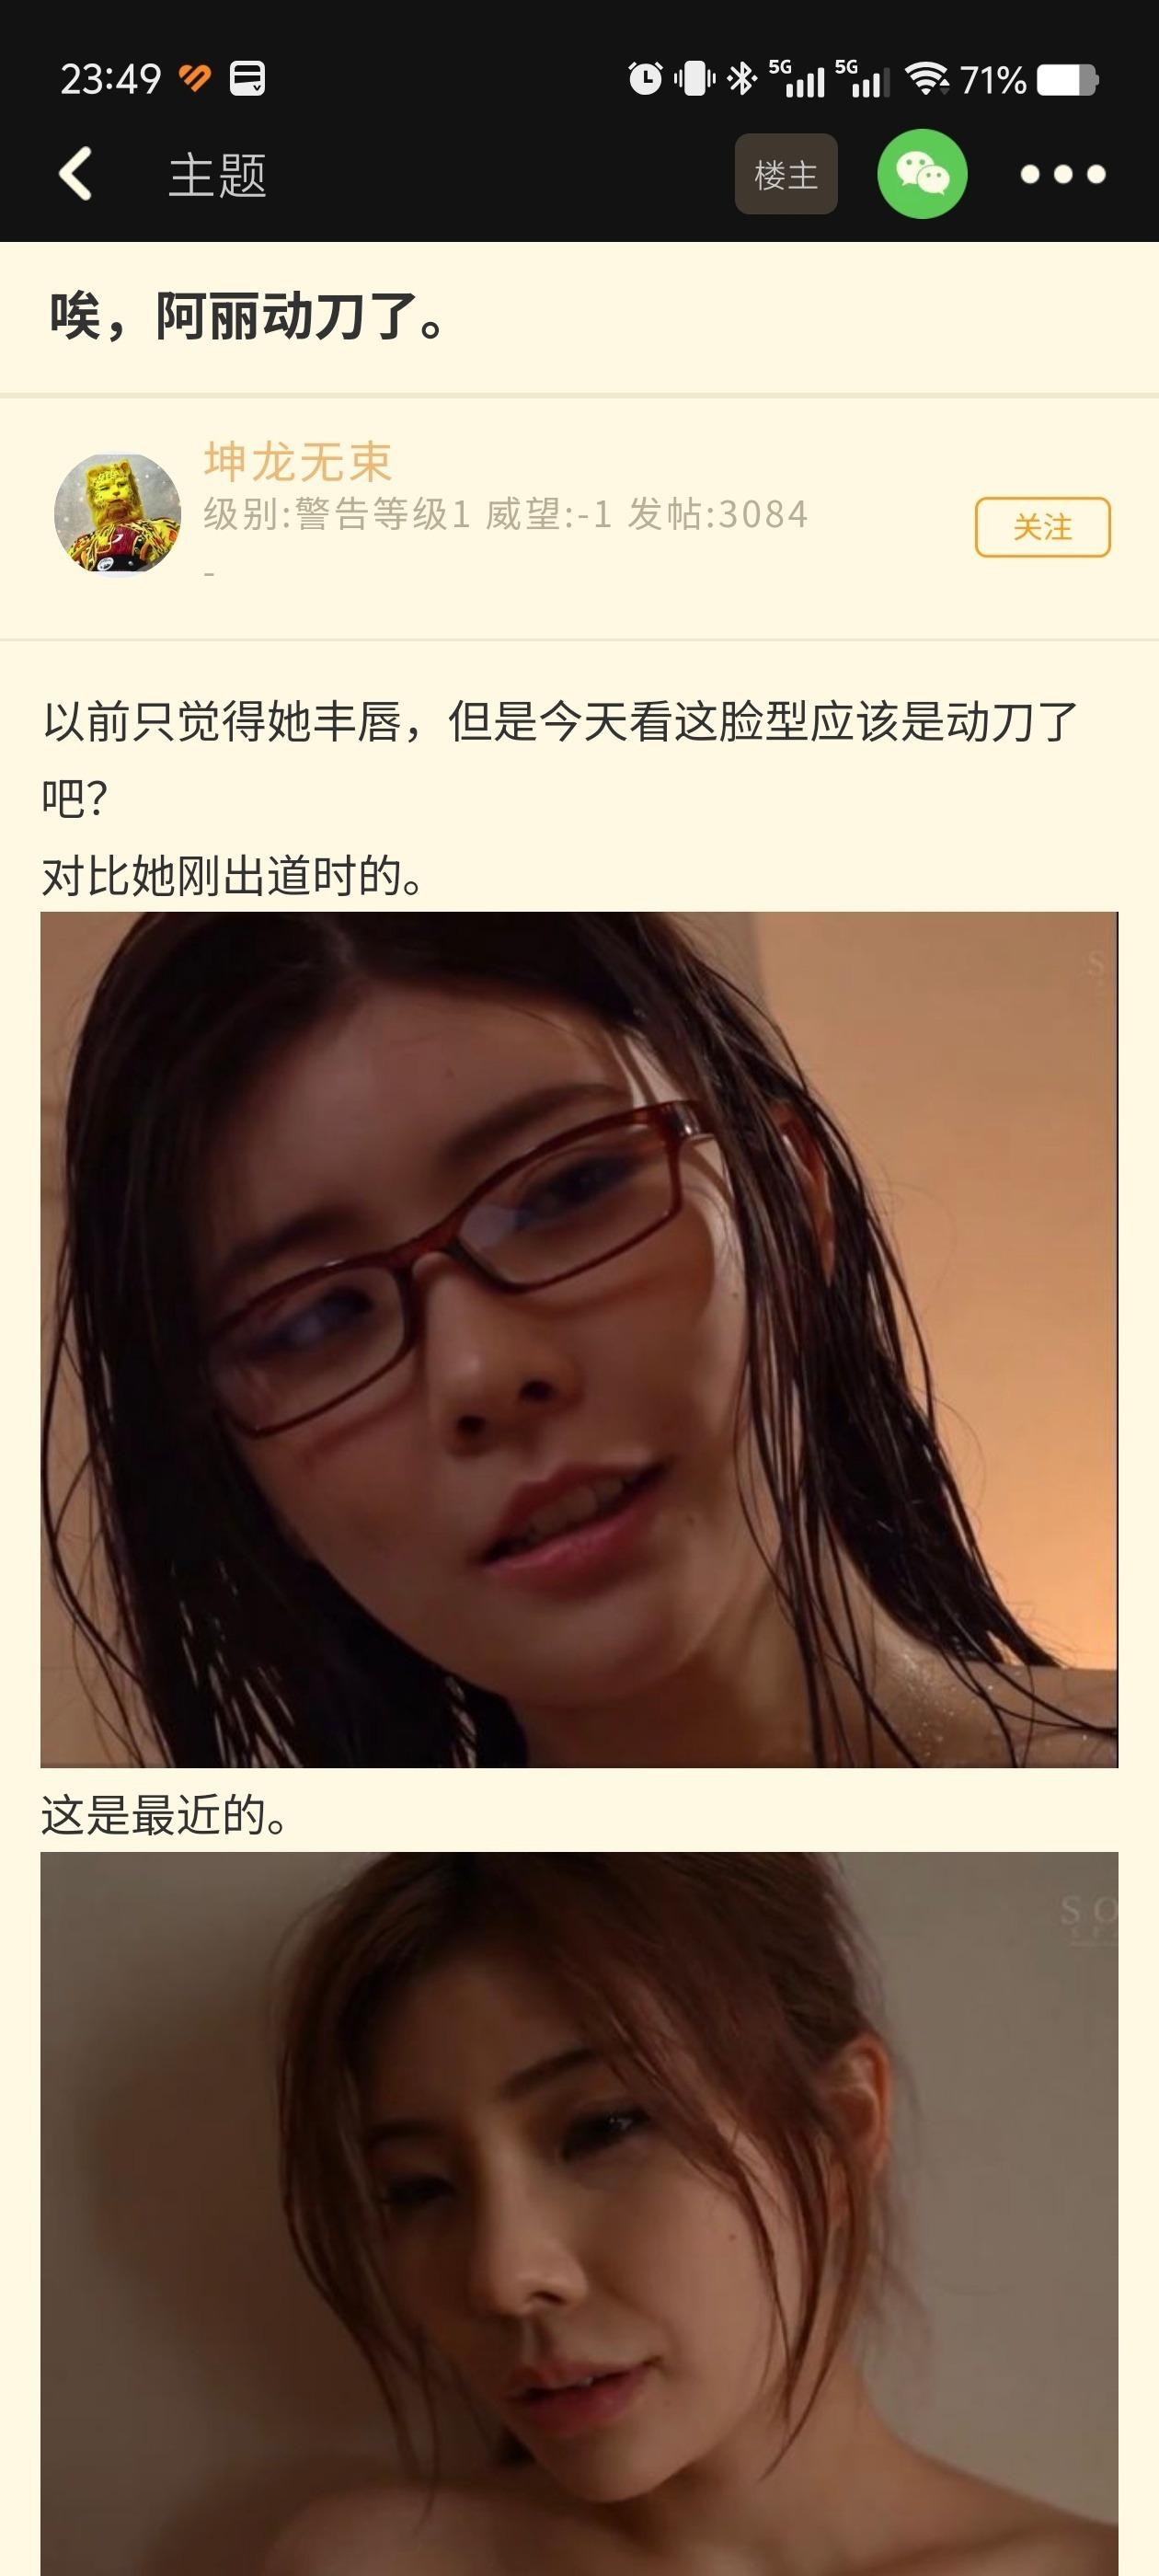 23:49
5G
5G
71%
主题
楼主
唉，阿丽动刀了。
坤龙无束
级别:警告等级1 威望:-1 发帖:3084
-
关注
以前只觉得她丰唇，但是今天看这脸型应该是动刀了
吧？
对比她刚出道时的。
S
这是最近的。
SO